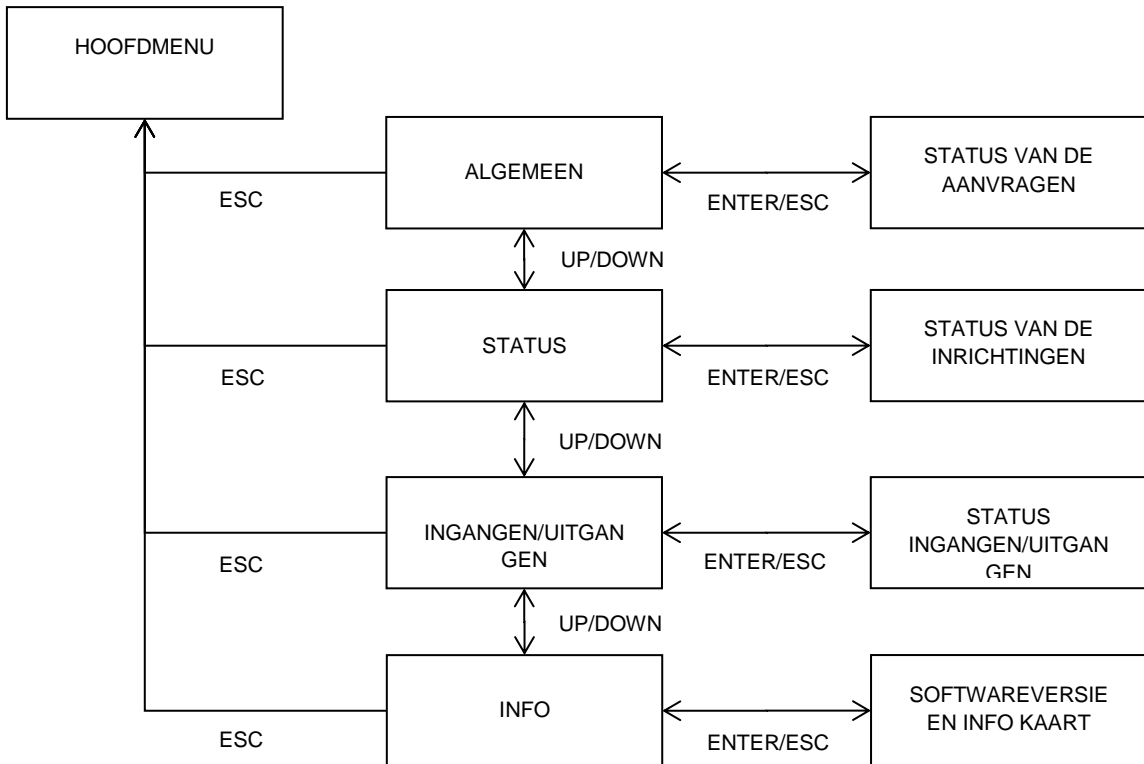 HOOFDMENU
ALGEMEEN
STATUS VAN DE
AANVRAGEN
ESC
ENTER/ESC
UP/DOWN
STATUS
STATUS VAN DE
INRICHTINGEN
ESC
ENTER/ESC
UP/DOWN
INGANGEN/UITGAN
GEN
STATUS
INGANGEN/UITGAN
GEN
ESC
ENTER/ESC
UP/DOWN
INFO
SOFTWAREVERSIE
EN INFO KAART
ESC
ENTER/ESC